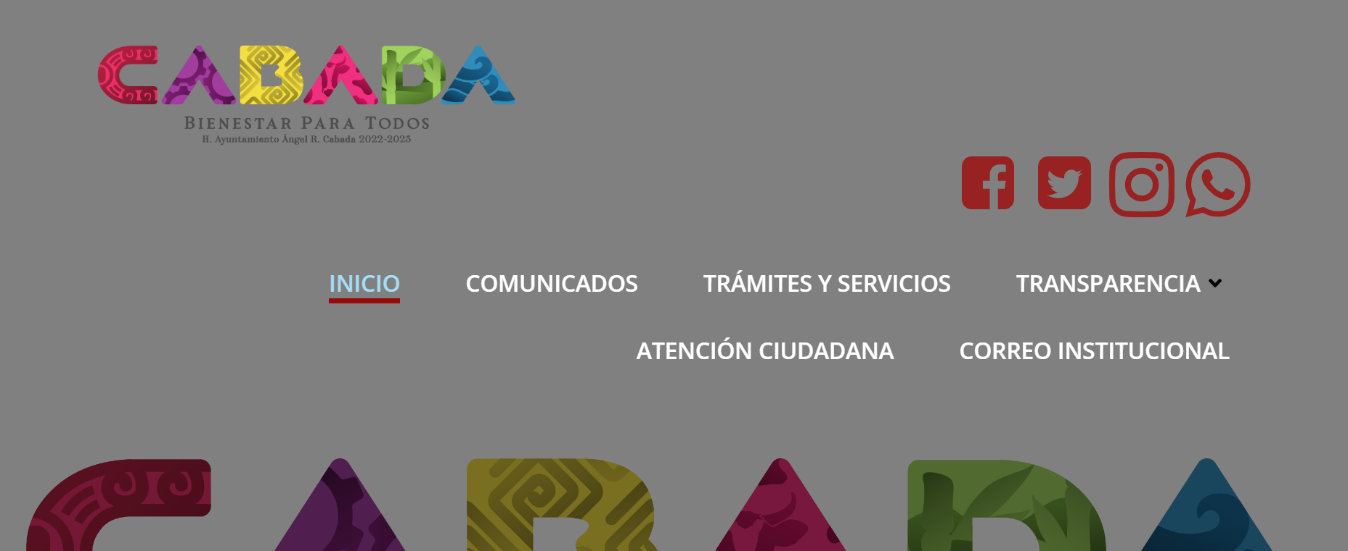 CABADA
BIENESTAR PARA TODOS
H. Ayuntamiento Ángel R. Cabada 2022-2025
INICIO COMUNICADOS TRÁMITES Y SERVICIOS TRANSPARENCIA
ATENCIÓN CIUDADANA CORREO INSTITUCIONAL
CABADA